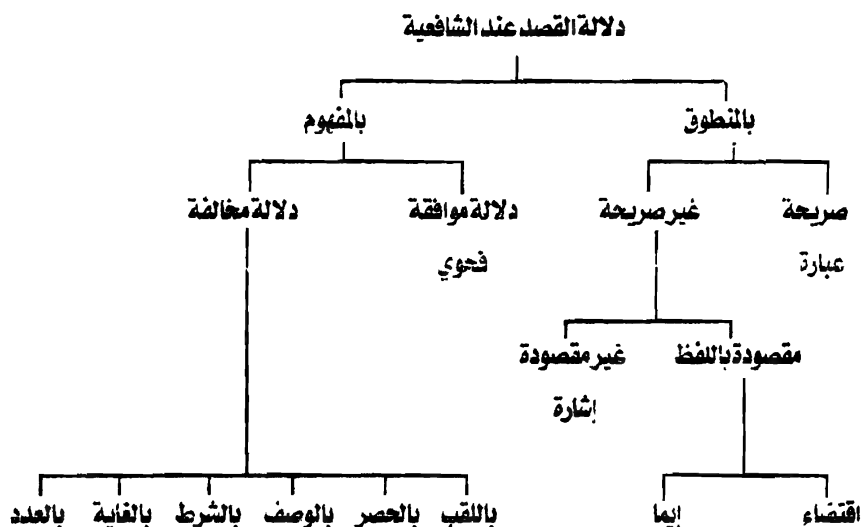 دلالة القصد عند الشافعية
بالمنطوق بالمفهوم
صريحة غير صريحة دلالة موافقة دلالة مخالفة
عبارة فحوي
مقصودة باللفظ غير مقصودة
إشارة
اقتضاء إيما باللقب بالحصر بالوصف بالشرط بالغاية بالعدد